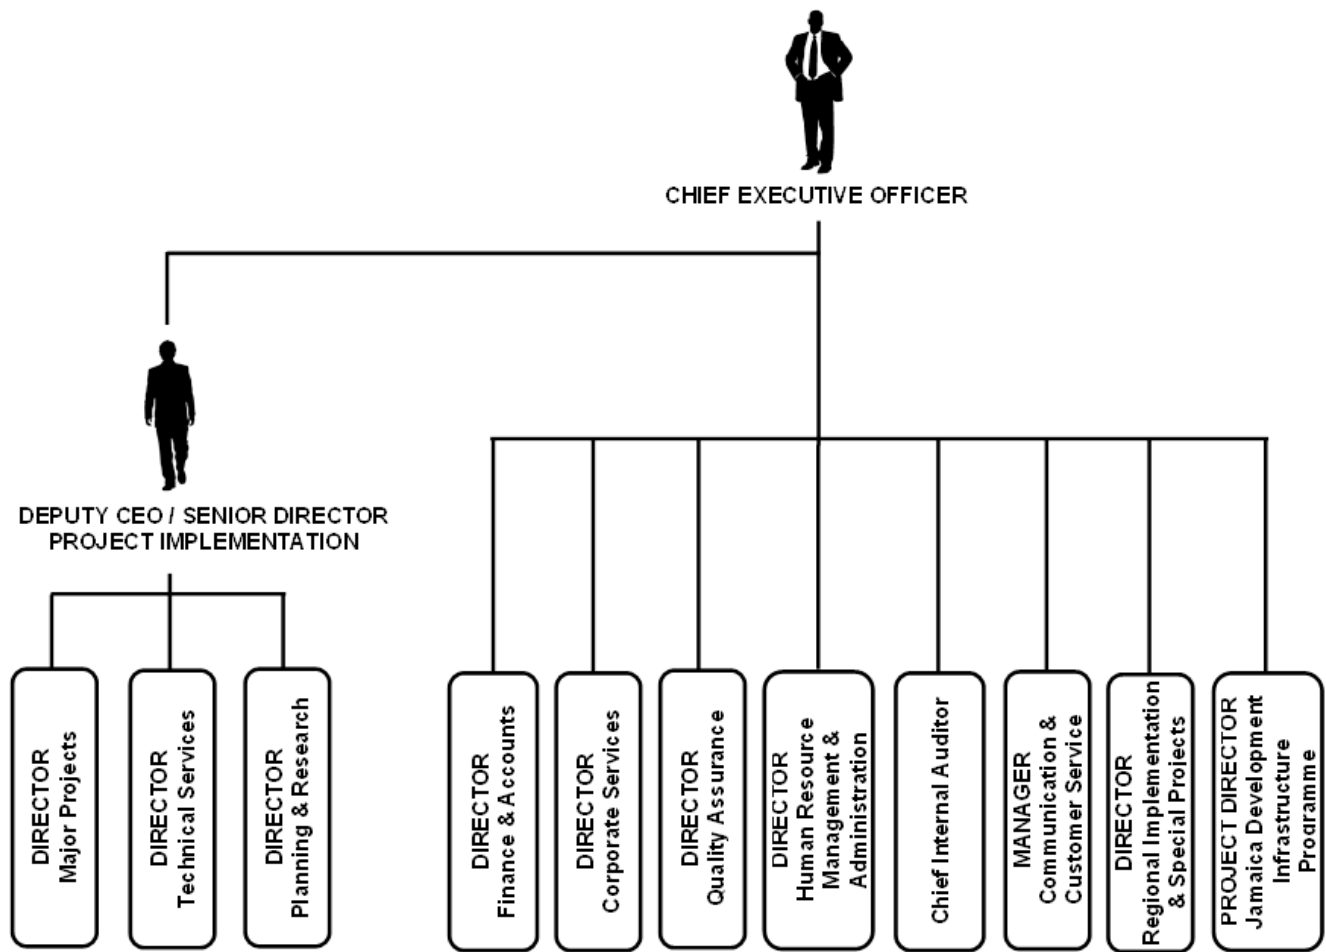 CHIEF EXECUTIVE OFFICER
DEPUTY CEO / SENIOR DIRECTOR
PROJECT IMPLEMENTATION
DIRECTOR
Major Projects
DIRECTOR
Technical Services
DIRECTOR
Planning & Research
DIRECTOR
Finance & Accounts
DIRECTOR
Corporate Services
DIRECTOR
Quality Assurance
DIRECTOR
Human Resource
Management &
Administration
Chief Internal Auditor
MANAGER
Communication &
Customer Service
DIRECTOR
Regional Implementation
& Special Projects
PROJECT DIRECTOR
Jamaica Development
Infrastructure
Programme